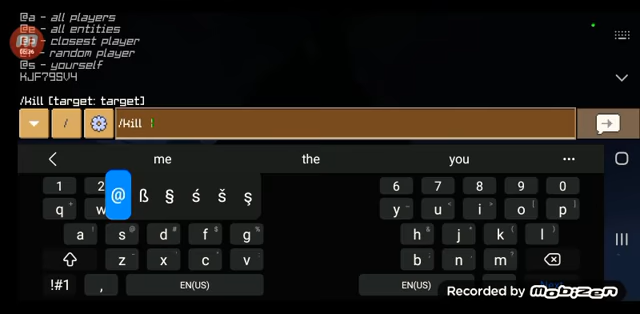 @a - all players
@e - all entities
@p - closest player
@r - random player
@s - yourself
KJF79SV4
/kill [target: target]
/ /kill
me the you ...
1 2 6 7 8 9 0
@ ß § ś š ş
q w y u i o p
a s d f g h j k l
z x c v b n m
!#1 , EN(US) EN(US)
Recorded by mobizen